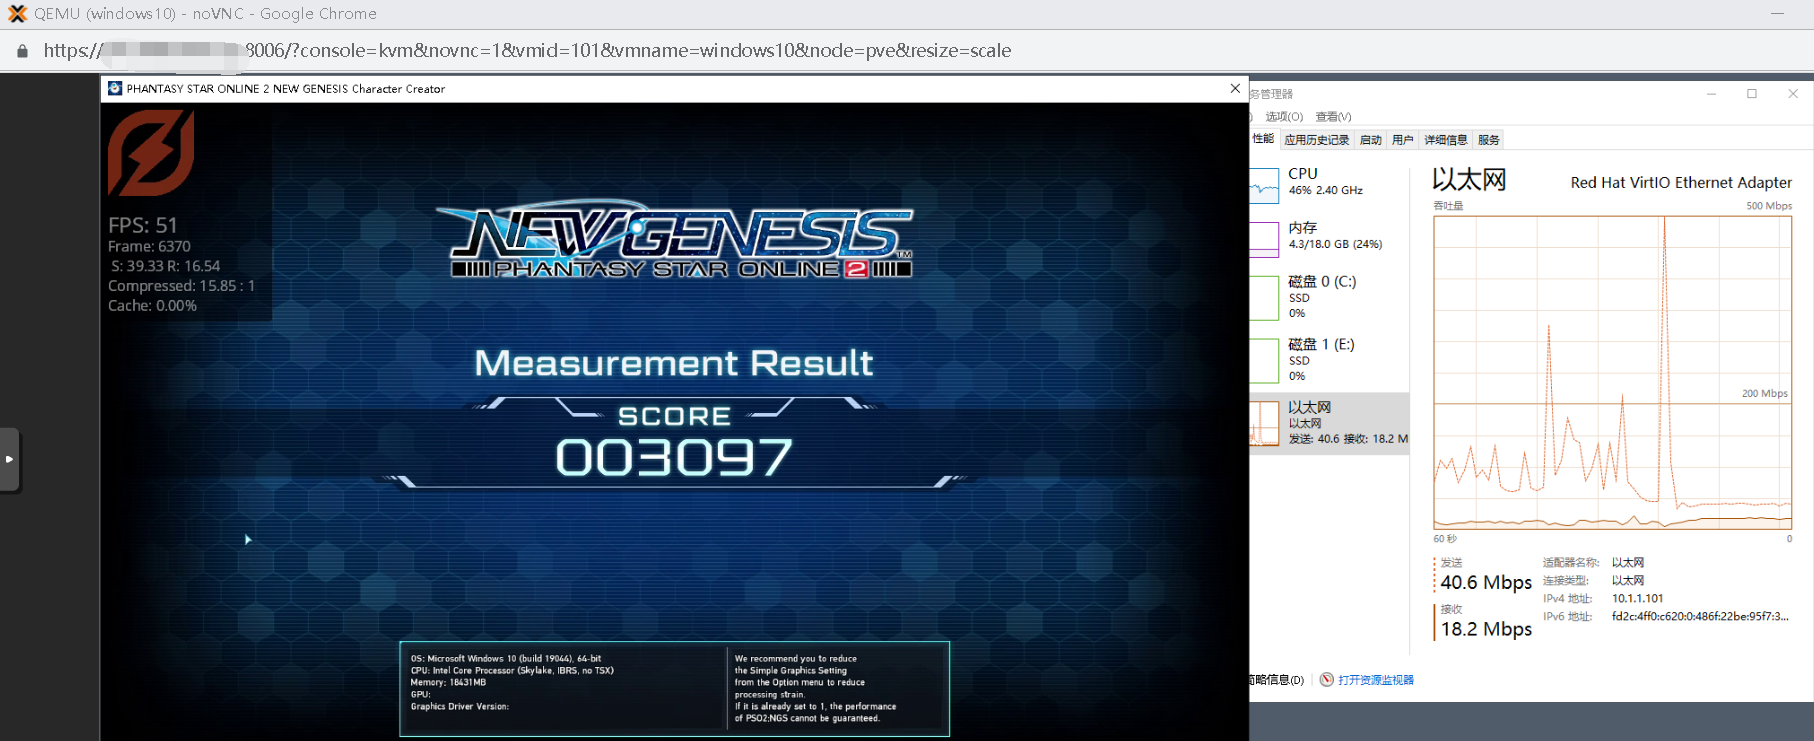 QEMU (windows10) - noVNC - Google Chrome
https://
8006/?console=kvm&novnc=1&vmid=101&vmname=windows10&node=pve&resize=scale
PHANTASY STAR ONLINE 2 NEW GENESIS Character Creator
FPS: 51
Frame: 6370
S: 39.33 R: 16.54
Compressed: 15.85 : 1
Cache: 0.00%
NEW GENESIS
PHANTASY STAR ONLINE 2
TM
Measurement Result
SCORE
003097
OS: Microsoft Windows 10 (build 19044), 64-bit
CPU: Intel Core Processor (Skylake, IBRS, no TSX)
Memory: 18431MB
GPU:
Graphics Driver Version:
We recommend you to reduce
the Simple Graphics Setting
from the Option menu to reduce
processing strain.
If it is already set to 1, the performance
of PSO2:NGS cannot be guaranteed.
务管理器
) 选项(O) 查看(V)
性能 应用历史记录 启动 用户 详细信息 服务
CPU
46% 2.40 GHz
内存
4.3/18.0 GB (24%)
磁盘 0 (C:)
SSD
0%
磁盘 1 (E:)
SSD
0%
以太网
以太网
发送: 40.6 接收: 18.2 M
以太网
Red Hat VirtIO Ethernet Adapter
吞吐量
500 Mbps
200 Mbps
60 秒
0
发送
40.6 Mbps
接收
18.2 Mbps
适配器名称: 以太网
连接类型: 以太网
IPv4 地址: 10.1.1.101
IPv6 地址: fd2c:4ff0:c620:0:486f:22be:95f7:3...
简略信息(D)
打开资源监视器